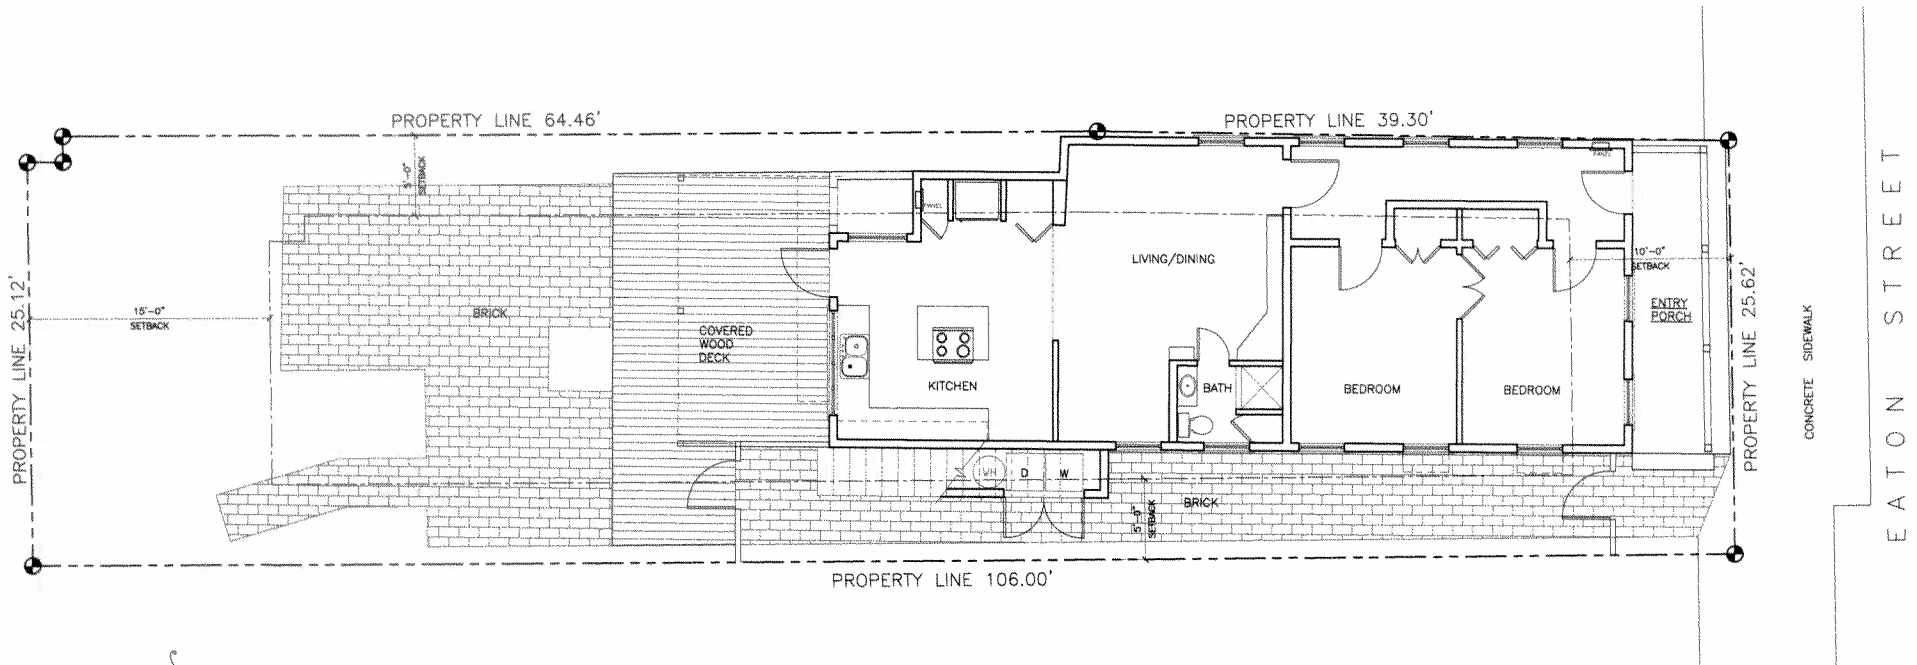 PROPERTY LINE 64.46'
PROPERTY LINE 39.30'
5'-0"
SETBACK
PANEL
PANEL
LIVING/DINING
10'-0"
SETBACK
ENTRY
PORCH
PROPERTY LINE 25.12'
15'-0"
SETBACK
BRICK
COVERED
WOOD
DECK
KITCHEN
BATH
BEDROOM
BEDROOM
PROPERTY LINE 25.62'
CONCRETE SIDEWALK
EATON STREET
WH
D
W
5'-0"
SETBACK
BRICK
PROPERTY LINE 106.00'